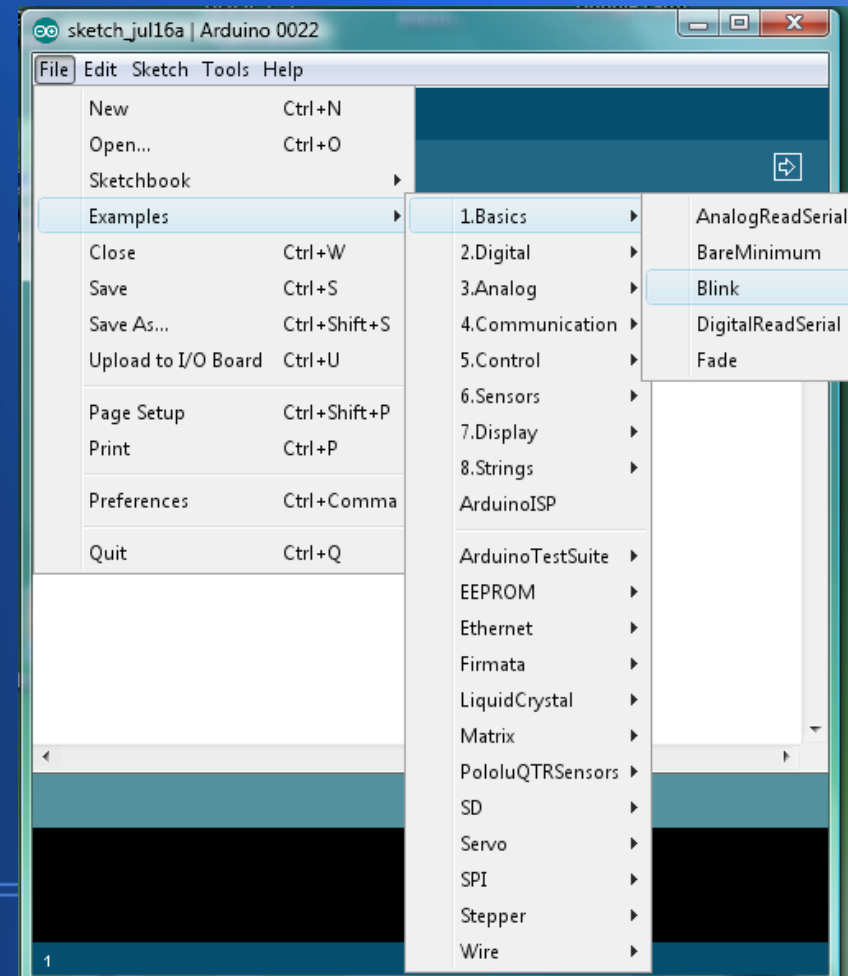 sketch_jul16a | Arduino 0022
File Edit Sketch Tools Help
New Ctrl+N
Open... Ctrl+O
Sketchbook
Examples
Close Ctrl+W
Save Ctrl+S
Save As... Ctrl+Shift+S
Upload to I/O Board Ctrl+U
Page Setup Ctrl+Shift+P
Print Ctrl+P
Preferences Ctrl+Comma
Quit Ctrl+Q
1.Basics
2.Digital
3.Analog
4.Communication
5.Control
6.Sensors
7.Display
8.Strings
ArduinoISP
ArduinoTestSuite
EEPROM
Ethernet
Firmata
LiquidCrystal
Matrix
PololuQTRSensors
SD
Servo
SPI
Stepper
Wire
AnalogReadSerial
BareMinimum
Blink
DigitalReadSerial
Fade
1